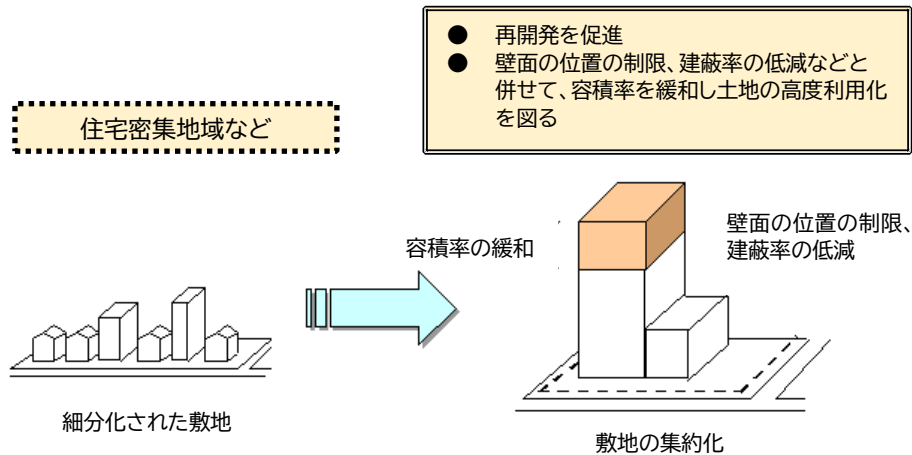 ● 再開発を促進
● 壁面の位置の制限、建蔽率の低減などと
併せて、容積率を緩和し土地の高度利用化
を図る
住宅密集地域など
容積率の緩和
壁面の位置の制限、
建蔽率の低減
細分化された敷地
敷地の集約化